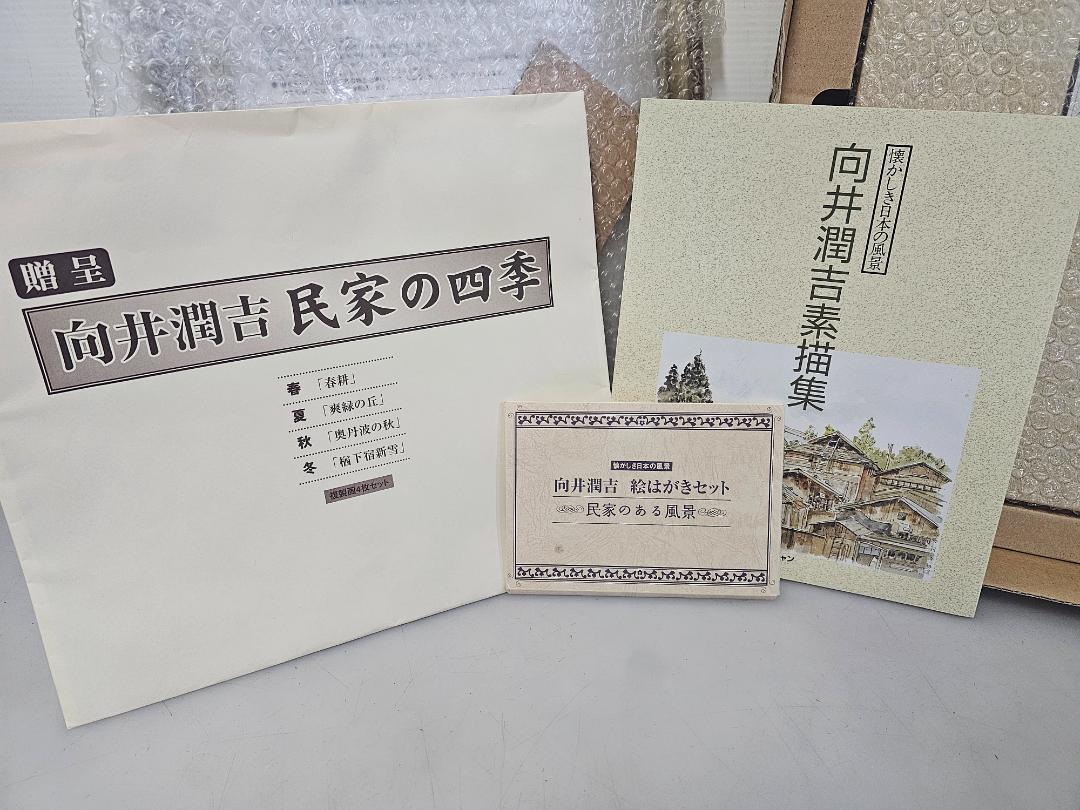 贈呈
向井潤吉 民家の四季
春 「春耕」
夏 「爽緑の丘」
秋 「奥丹波の秋」
冬 「楢下宿新雪」
複製画4枚セット
懐かしき日本の風景
向井潤吉 絵はがきセット
民家のある風景
懐かしき日本の風景
向井潤吉素描集
ャン